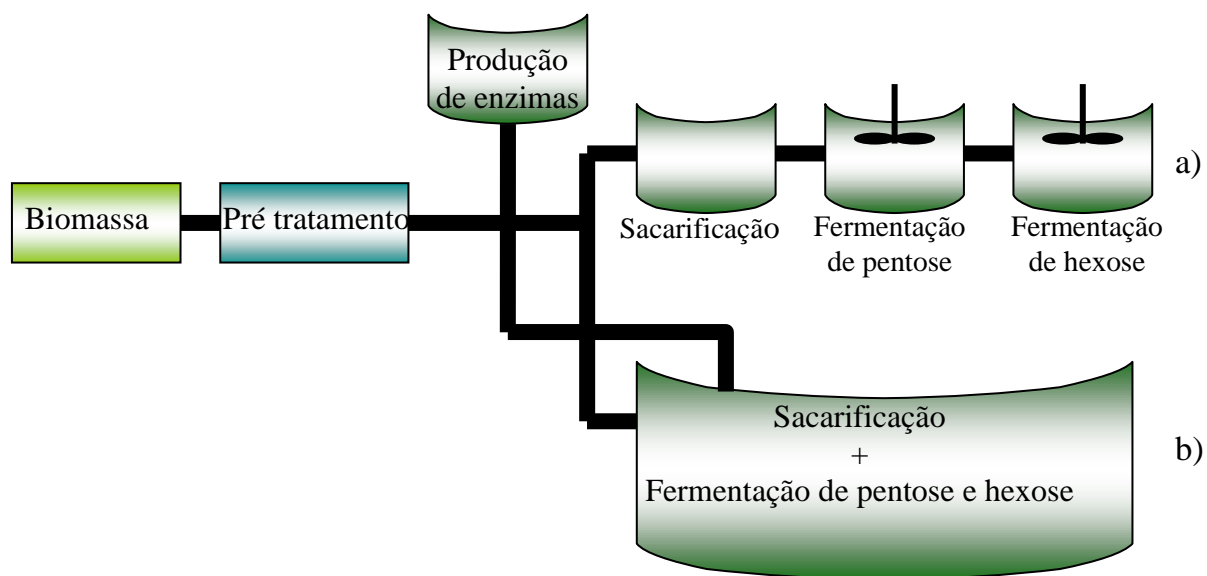 Produção
de enzimas
Biomassa
Pré tratamento
Sacarificação
Fermentação
de pentose
Fermentação
de hexose
a)
Sacarificação
+
Fermentação de pentose e hexose
b)